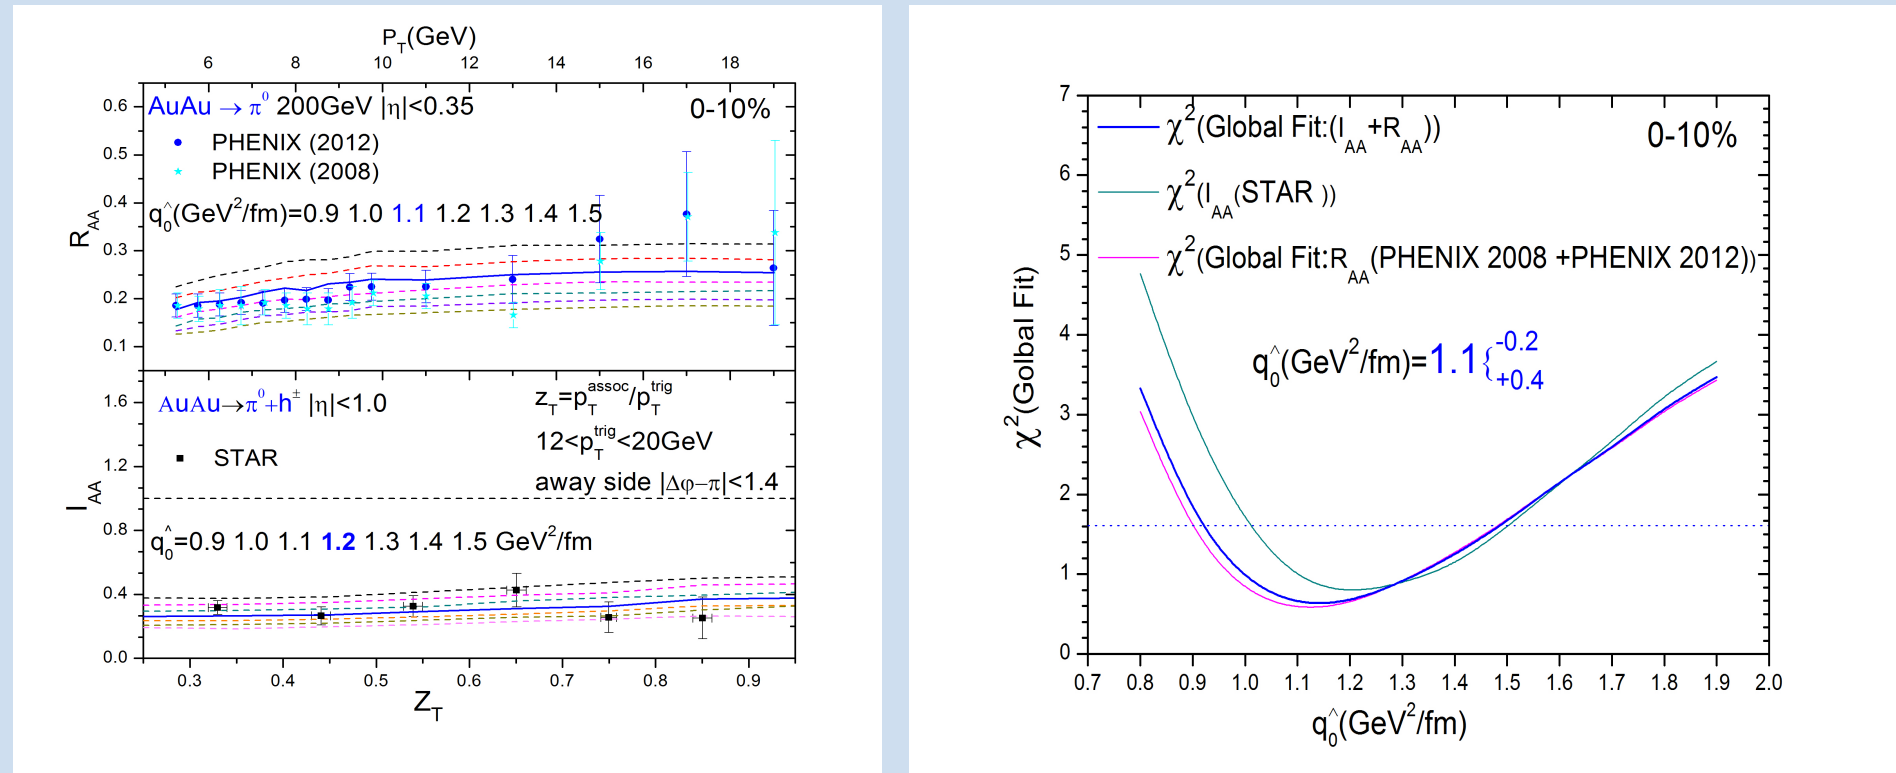 P_T(GeV)
6 8 10 12 14 16 18
AuAu → π⁰ 200GeV |η|<0.35
0-10%
PHENIX (2012)
PHENIX (2008)
q̂₀(GeV²/fm)=0.9 1.0 1.1 1.2 1.3 1.4 1.5
R_AA
0.6
0.5
0.4
0.3
0.2
0.1
AuAu→π⁰+h± |η|<1.0
z_T=p_T^assoc/p_T^trig
12<p_T^trig<20GeV
STAR
away side |Δφ−π|<1.4
q̂₀=0.9 1.0 1.1 1.2 1.3 1.4 1.5 GeV²/fm
I_AA
1.6
1.2
0.8
0.4
0.0
0.3 0.4 0.5 0.6 0.7 0.8 0.9
Z_T
χ²(Global Fit:(I_AA+R_AA))
0-10%
χ²(I_AA(STAR ))
χ²(Global Fit:R_AA(PHENIX 2008 +PHENIX 2012))
q̂₀(GeV²/fm)=1.1{-0.2 +0.4
χ²(Golbal Fit)
7
6
5
4
3
2
1
0
0.7 0.8 0.9 1.0 1.1 1.2 1.3 1.4 1.5 1.6 1.7 1.8 1.9 2.0
q̂₀(GeV²/fm)